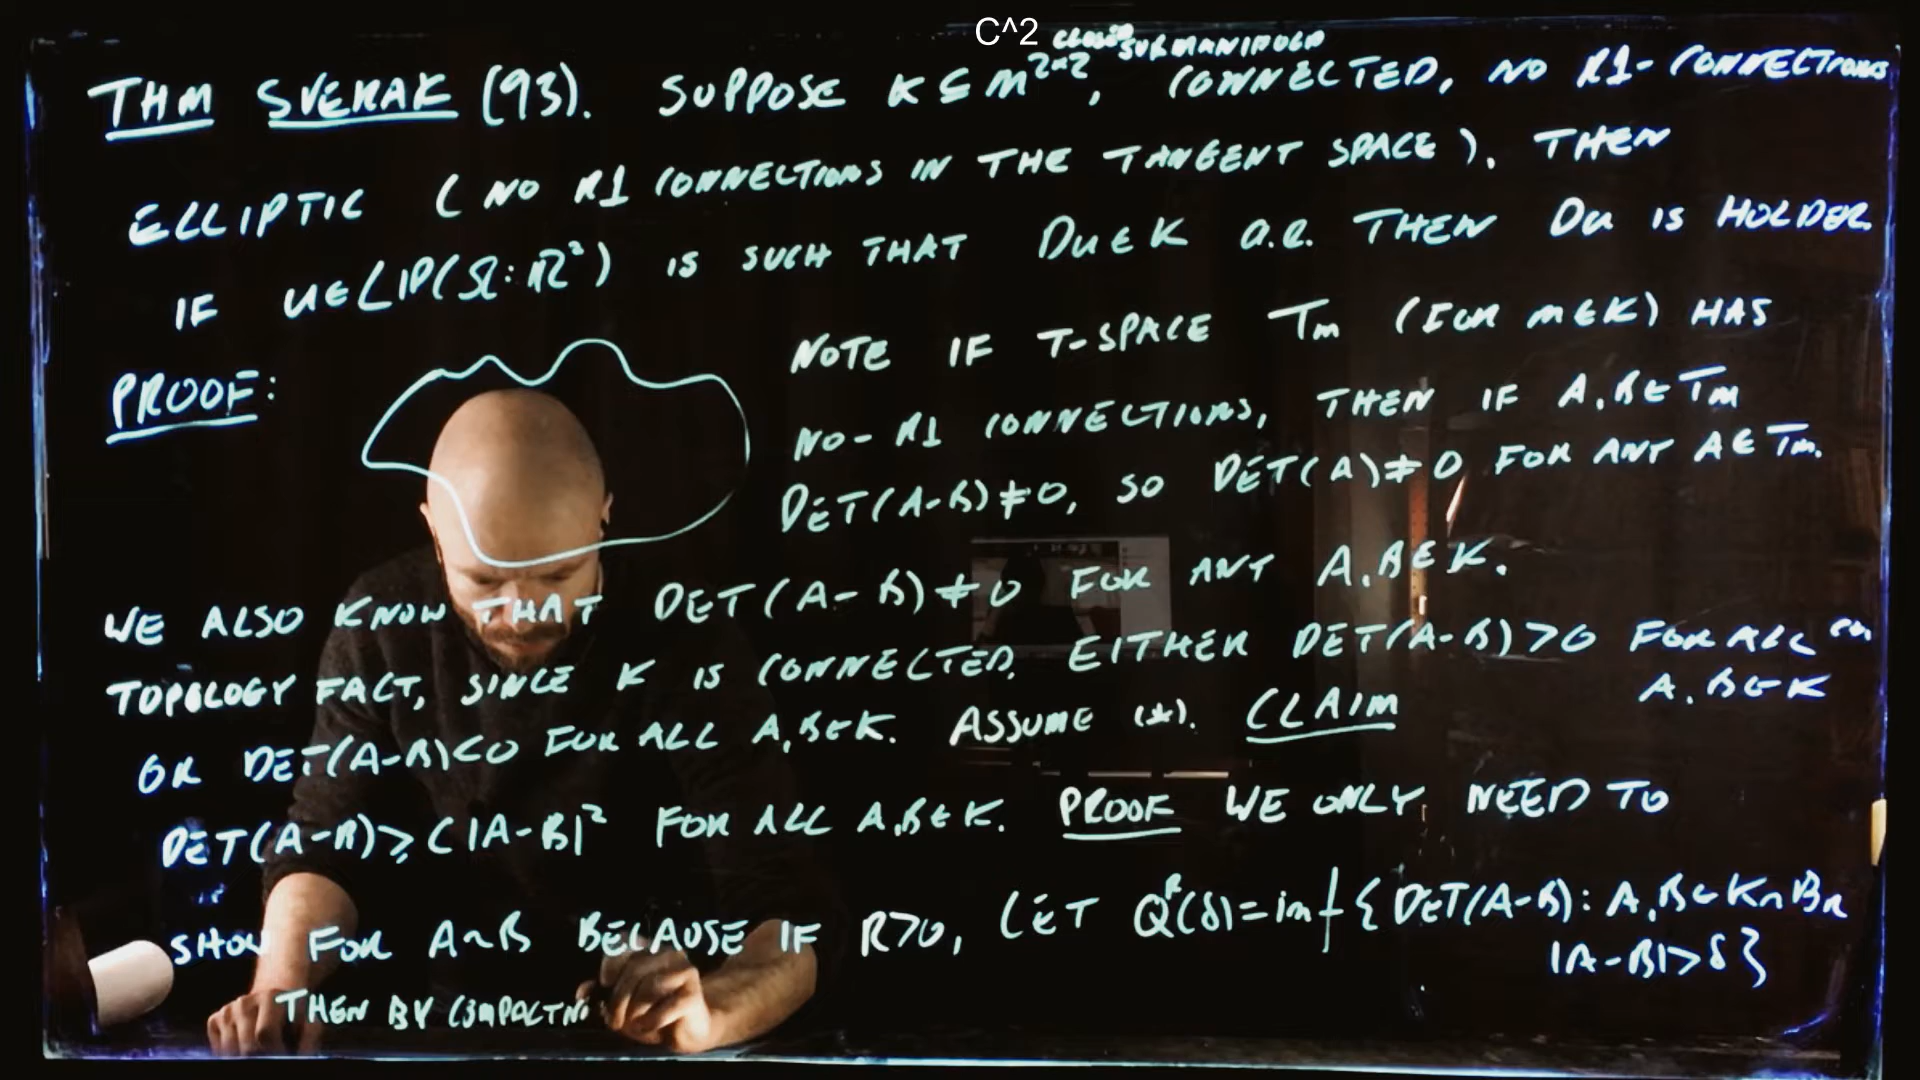 C^2
CLOSED SUBMANIFOLD
THM SVERAK (93). SUPPOSE K ⊆ M^{2×2}, CONNECTED, NO R1-CONNECTIONS
ELLIPTIC (NO R1 CONNECTIONS IN THE TANGENT SPACE). THEN
IF u∈LIP(Ω:ℝ²) IS SUCH THAT Du∈K a.e. THEN Du IS HOLDER
PROOF: NOTE IF T-SPACE Tm (FOR M∈K) HAS
NO-R1 CONNECTIONS, THEN IF A,B∈Tm
DET(A-B)≠0, SO DET(A)≠0 FOR ANY A∈Tm.
WE ALSO KNOW THAT DET(A-B)≠0 FOR ANY A,B∈K.
TOPOLOGY FACT, SINCE K IS CONNECTED, EITHER DET(A-B)>0 FOR ALL (*)
A,B∈K
OR DET(A-B)<0 FOR ALL A,B∈K. ASSUME (*). CLAIM
DET(A-B)≥C|A-B|² FOR ALL A,B∈K. PROOF WE ONLY NEED TO
SHOW FOR A~B BECAUSE IF R>0, LET Q^R(δ)=inf{DET(A-B): A,B∈K∩B_R
|A-B|>δ}
THEN BY COMPACTN